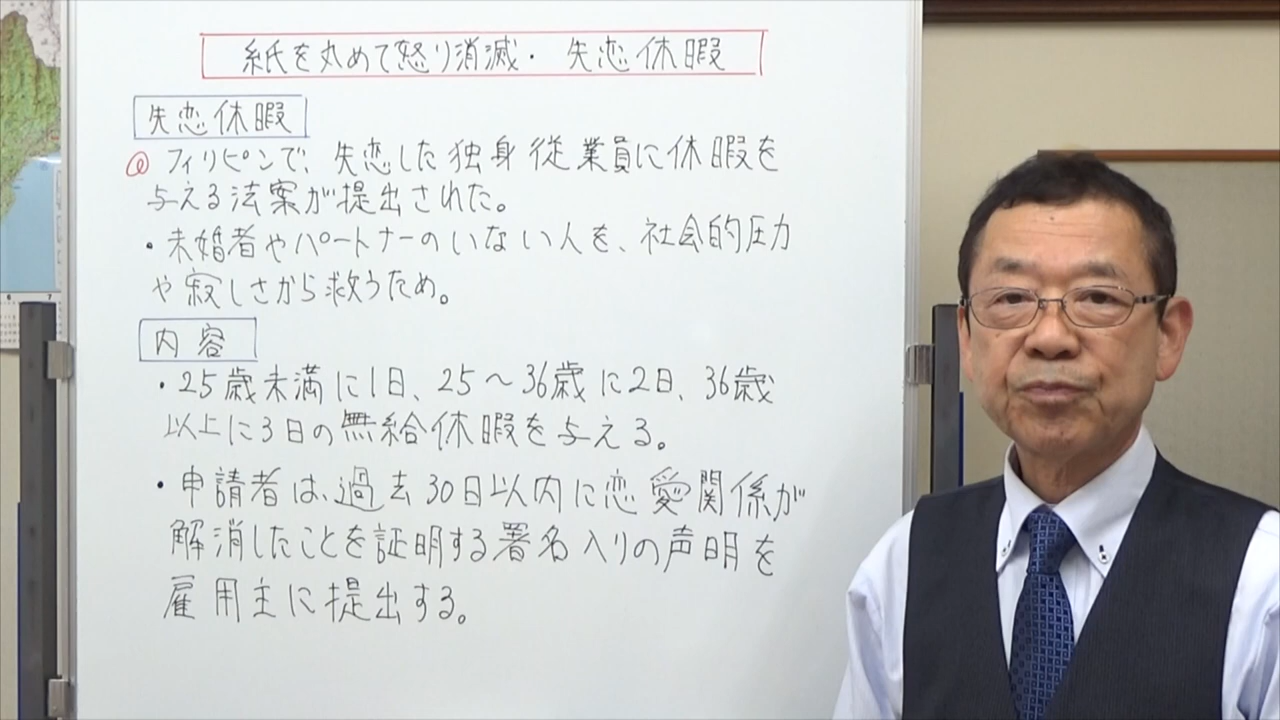 紙を丸めて怒り消滅・失恋休暇
失恋休暇
@ フィリピンで、失恋した独身従業員に休暇を
与える法案が提出された。
・未婚者やパートナーのいない人を、社会的圧力
や寂しさから救うため。
内容
・25歳未満に1日、25～36歳に2日、36歳
以上に3日の無給休暇を与える。
・申請者は、過去30日以内に恋愛関係が
解消したことを証明する署名入りの声明を
雇用主に提出する。
6 7